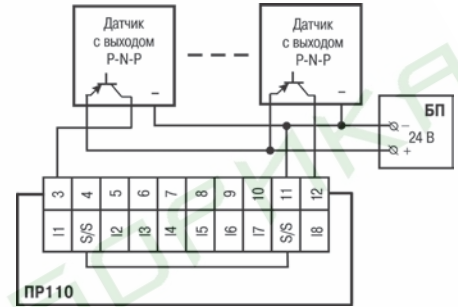 Датчик
с выходом
P-N-P
–
Датчик
с выходом
P-N-P
–
БП
–
24 В
+
3 4 5 6 7 8 9 10 11 12
I1 S/S I2 I3 I4 I5 I6 I7 S/S I8
ПР110
БОРИКА